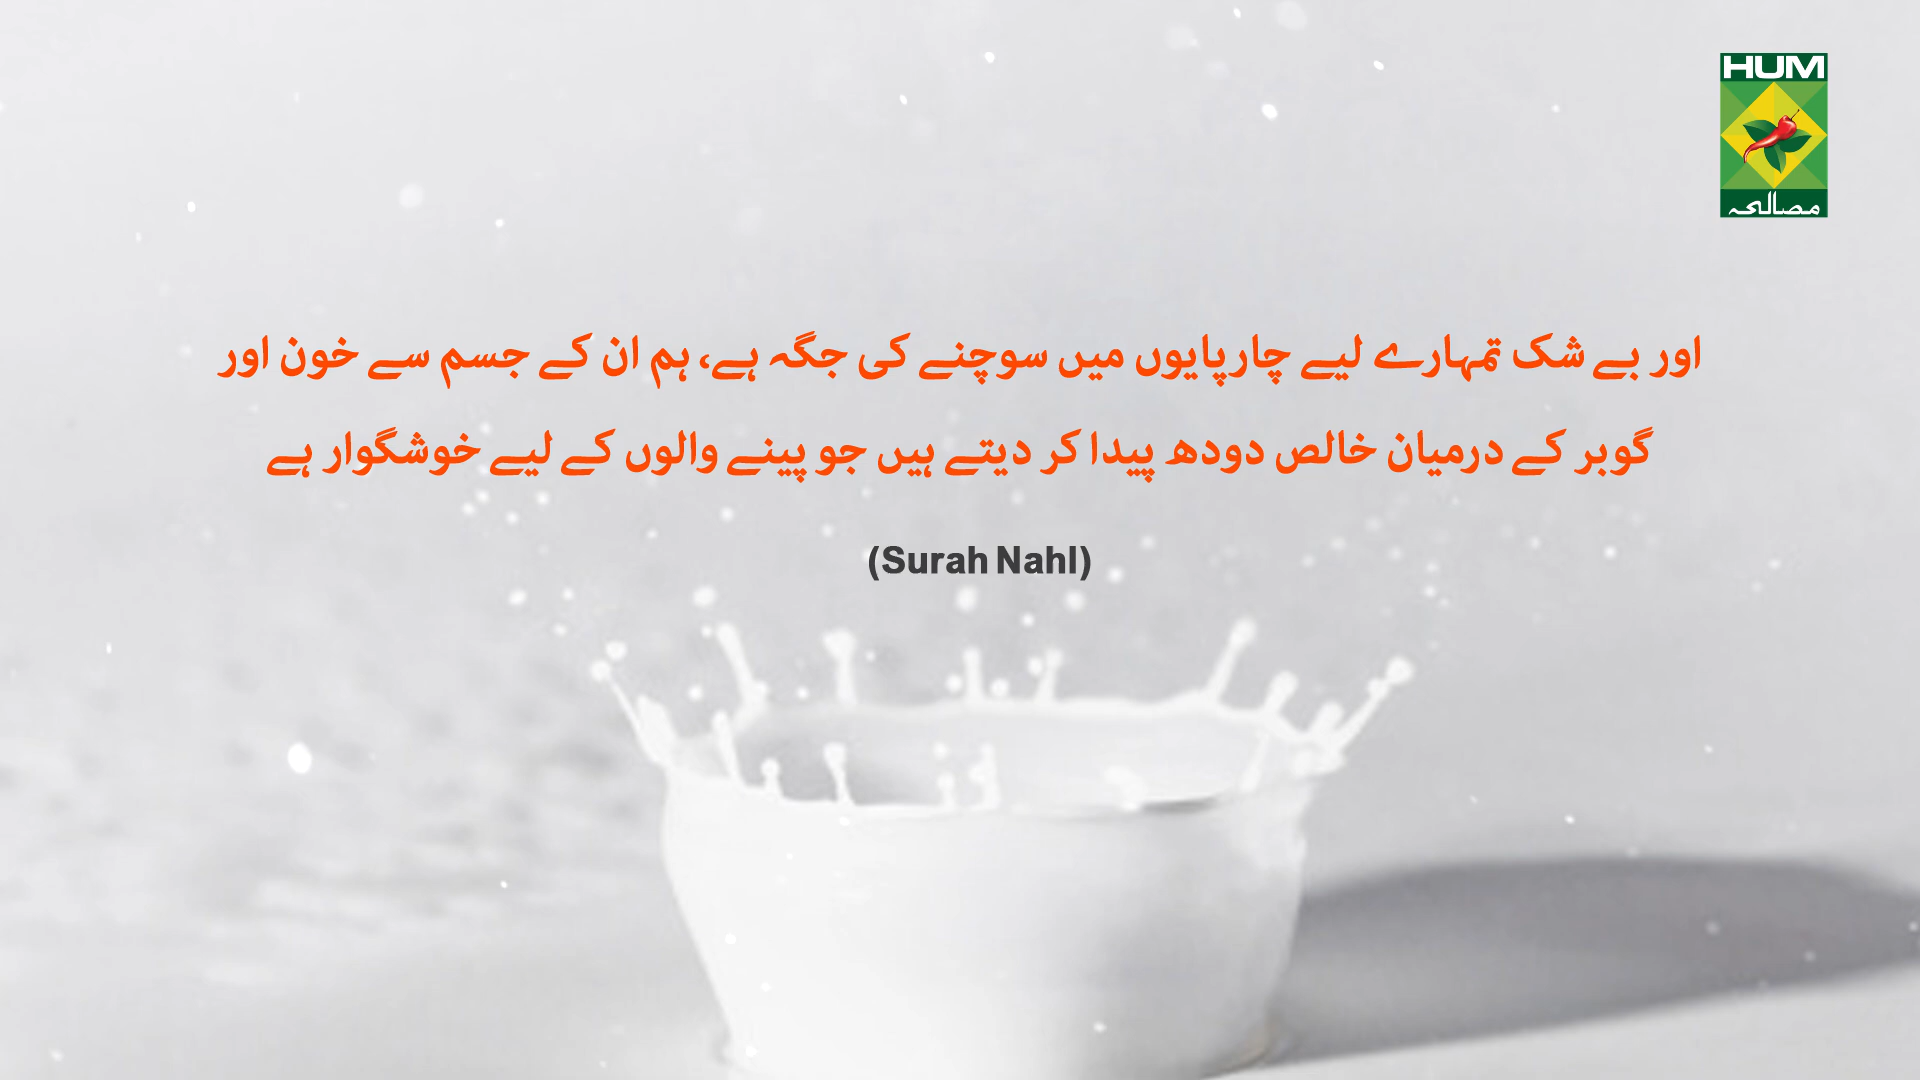 HUM
مصالحہ
اور بے شک تمہارے لیے چارپایوں میں سوچنے کی جگہ ہے، ہم ان کے جسم سے خون اور
گوبر کے درمیان خالص دودھ پیدا کر دیتے ہیں جو پینے والوں کے لیے خوشگوار ہے
(Surah Nahl)